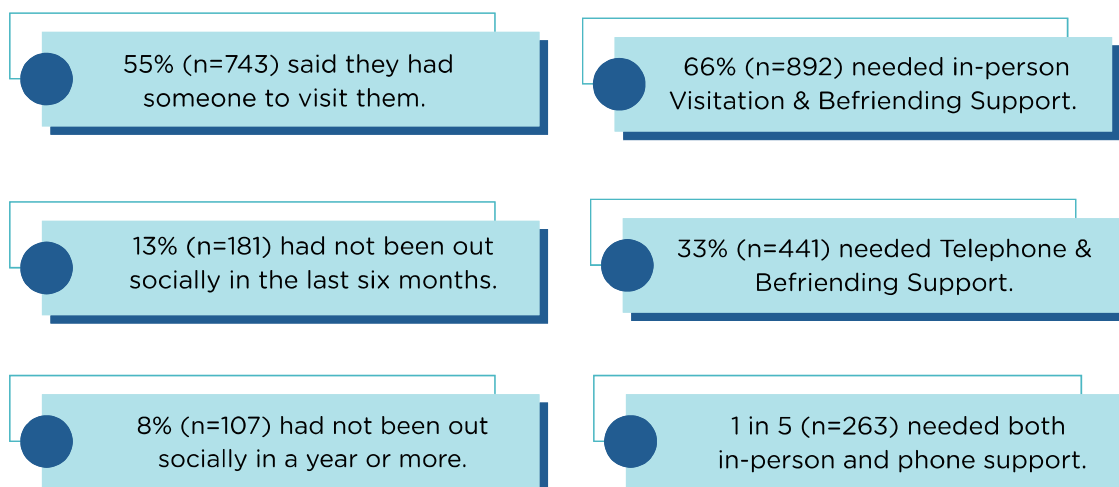 55% (n=743) said they had
someone to visit them.
66% (n=892) needed in-person
Visitation & Befriending Support.
13% (n=181) had not been out
socially in the last six months.
33% (n=441) needed Telephone &
Befriending Support.
8% (n=107) had not been out
socially in a year or more.
1 in 5 (n=263) needed both
in-person and phone support.